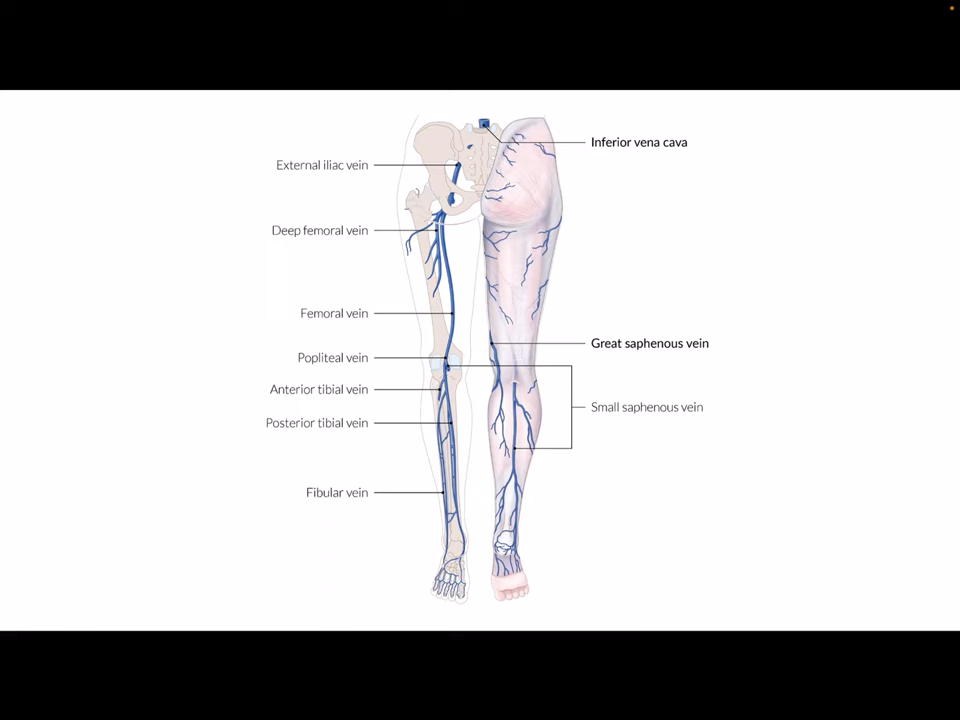 Inferior vena cava
External iliac vein
Deep femoral vein
Femoral vein
Great saphenous vein
Popliteal vein
Anterior tibial vein
Small saphenous vein
Posterior tibial vein
Fibular vein